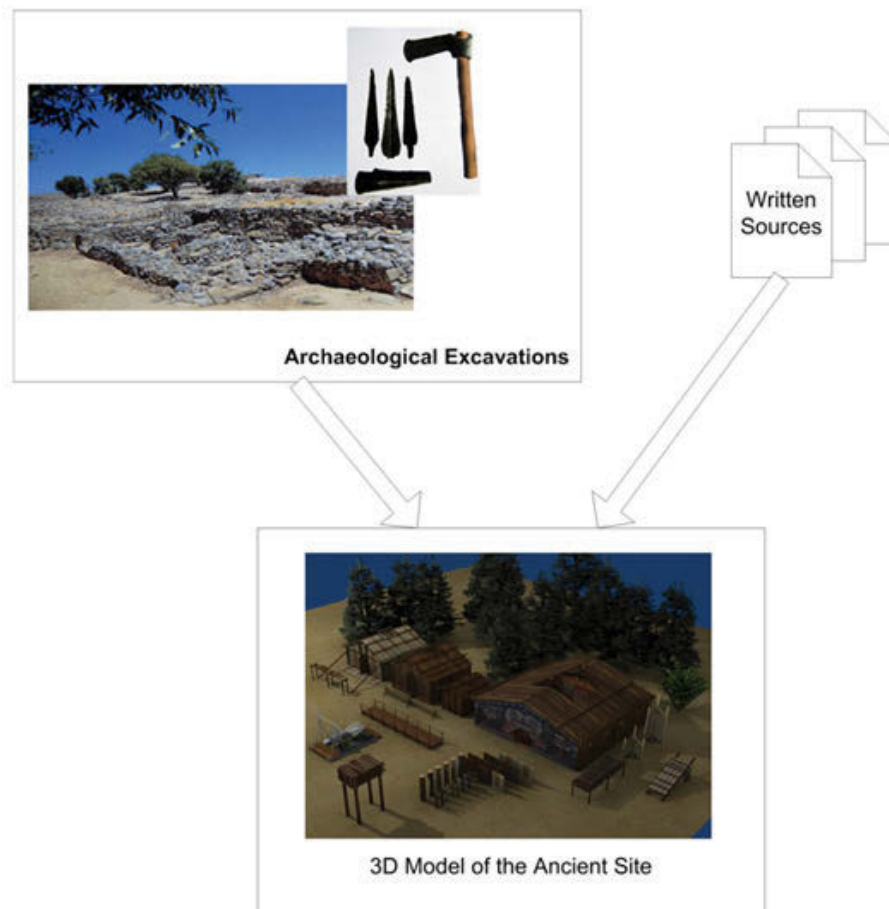 Written
Sources
Archaeological Excavations
3D Model of the Ancient Site